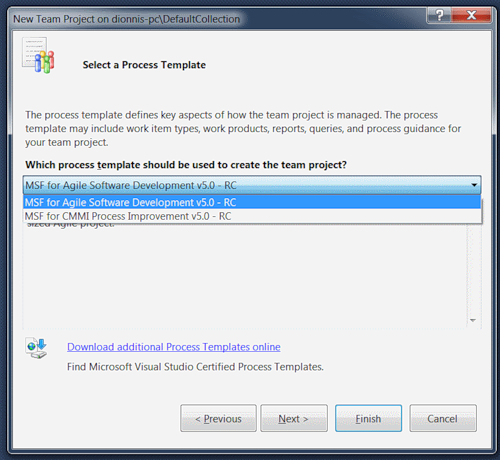 New Team Project on dionnis-pc\DefaultCollection
Select a Process Template
The process template defines key aspects of how the team project is managed. The process
template may include work item types, work products, reports, queries, and process guidance for
your team project.
Which process template should be used to create the team project?
MSF for Agile Software Development v5.0 - RC
MSF for Agile Software Development v5.0 - RC
MSF for CMMI Process Improvement v5.0 - RC
sized Agile project.
Download additional Process Templates online
Find Microsoft Visual Studio Certified Process Templates.
< Previous Next > Finish Cancel